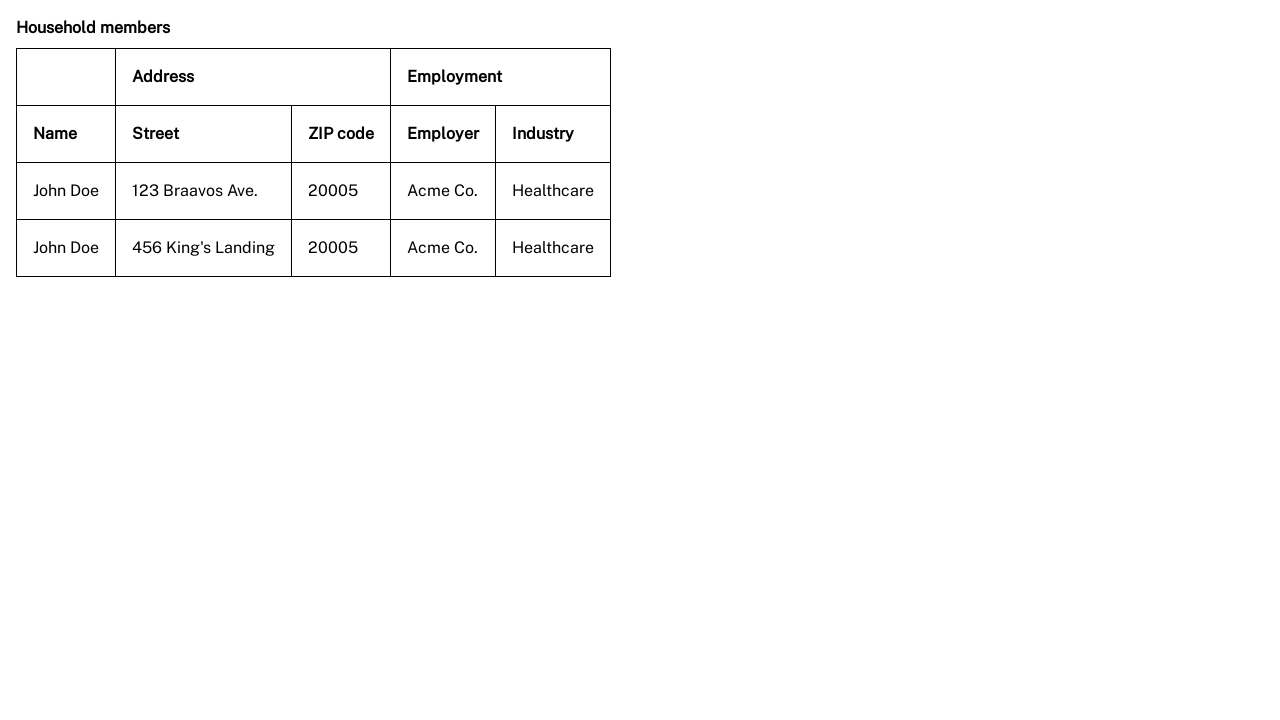 Household members
Address Employment
Name Street ZIP code Employer Industry
John Doe 123 Braavos Ave. 20005 Acme Co. Healthcare
John Doe 456 King's Landing 20005 Acme Co. Healthcare